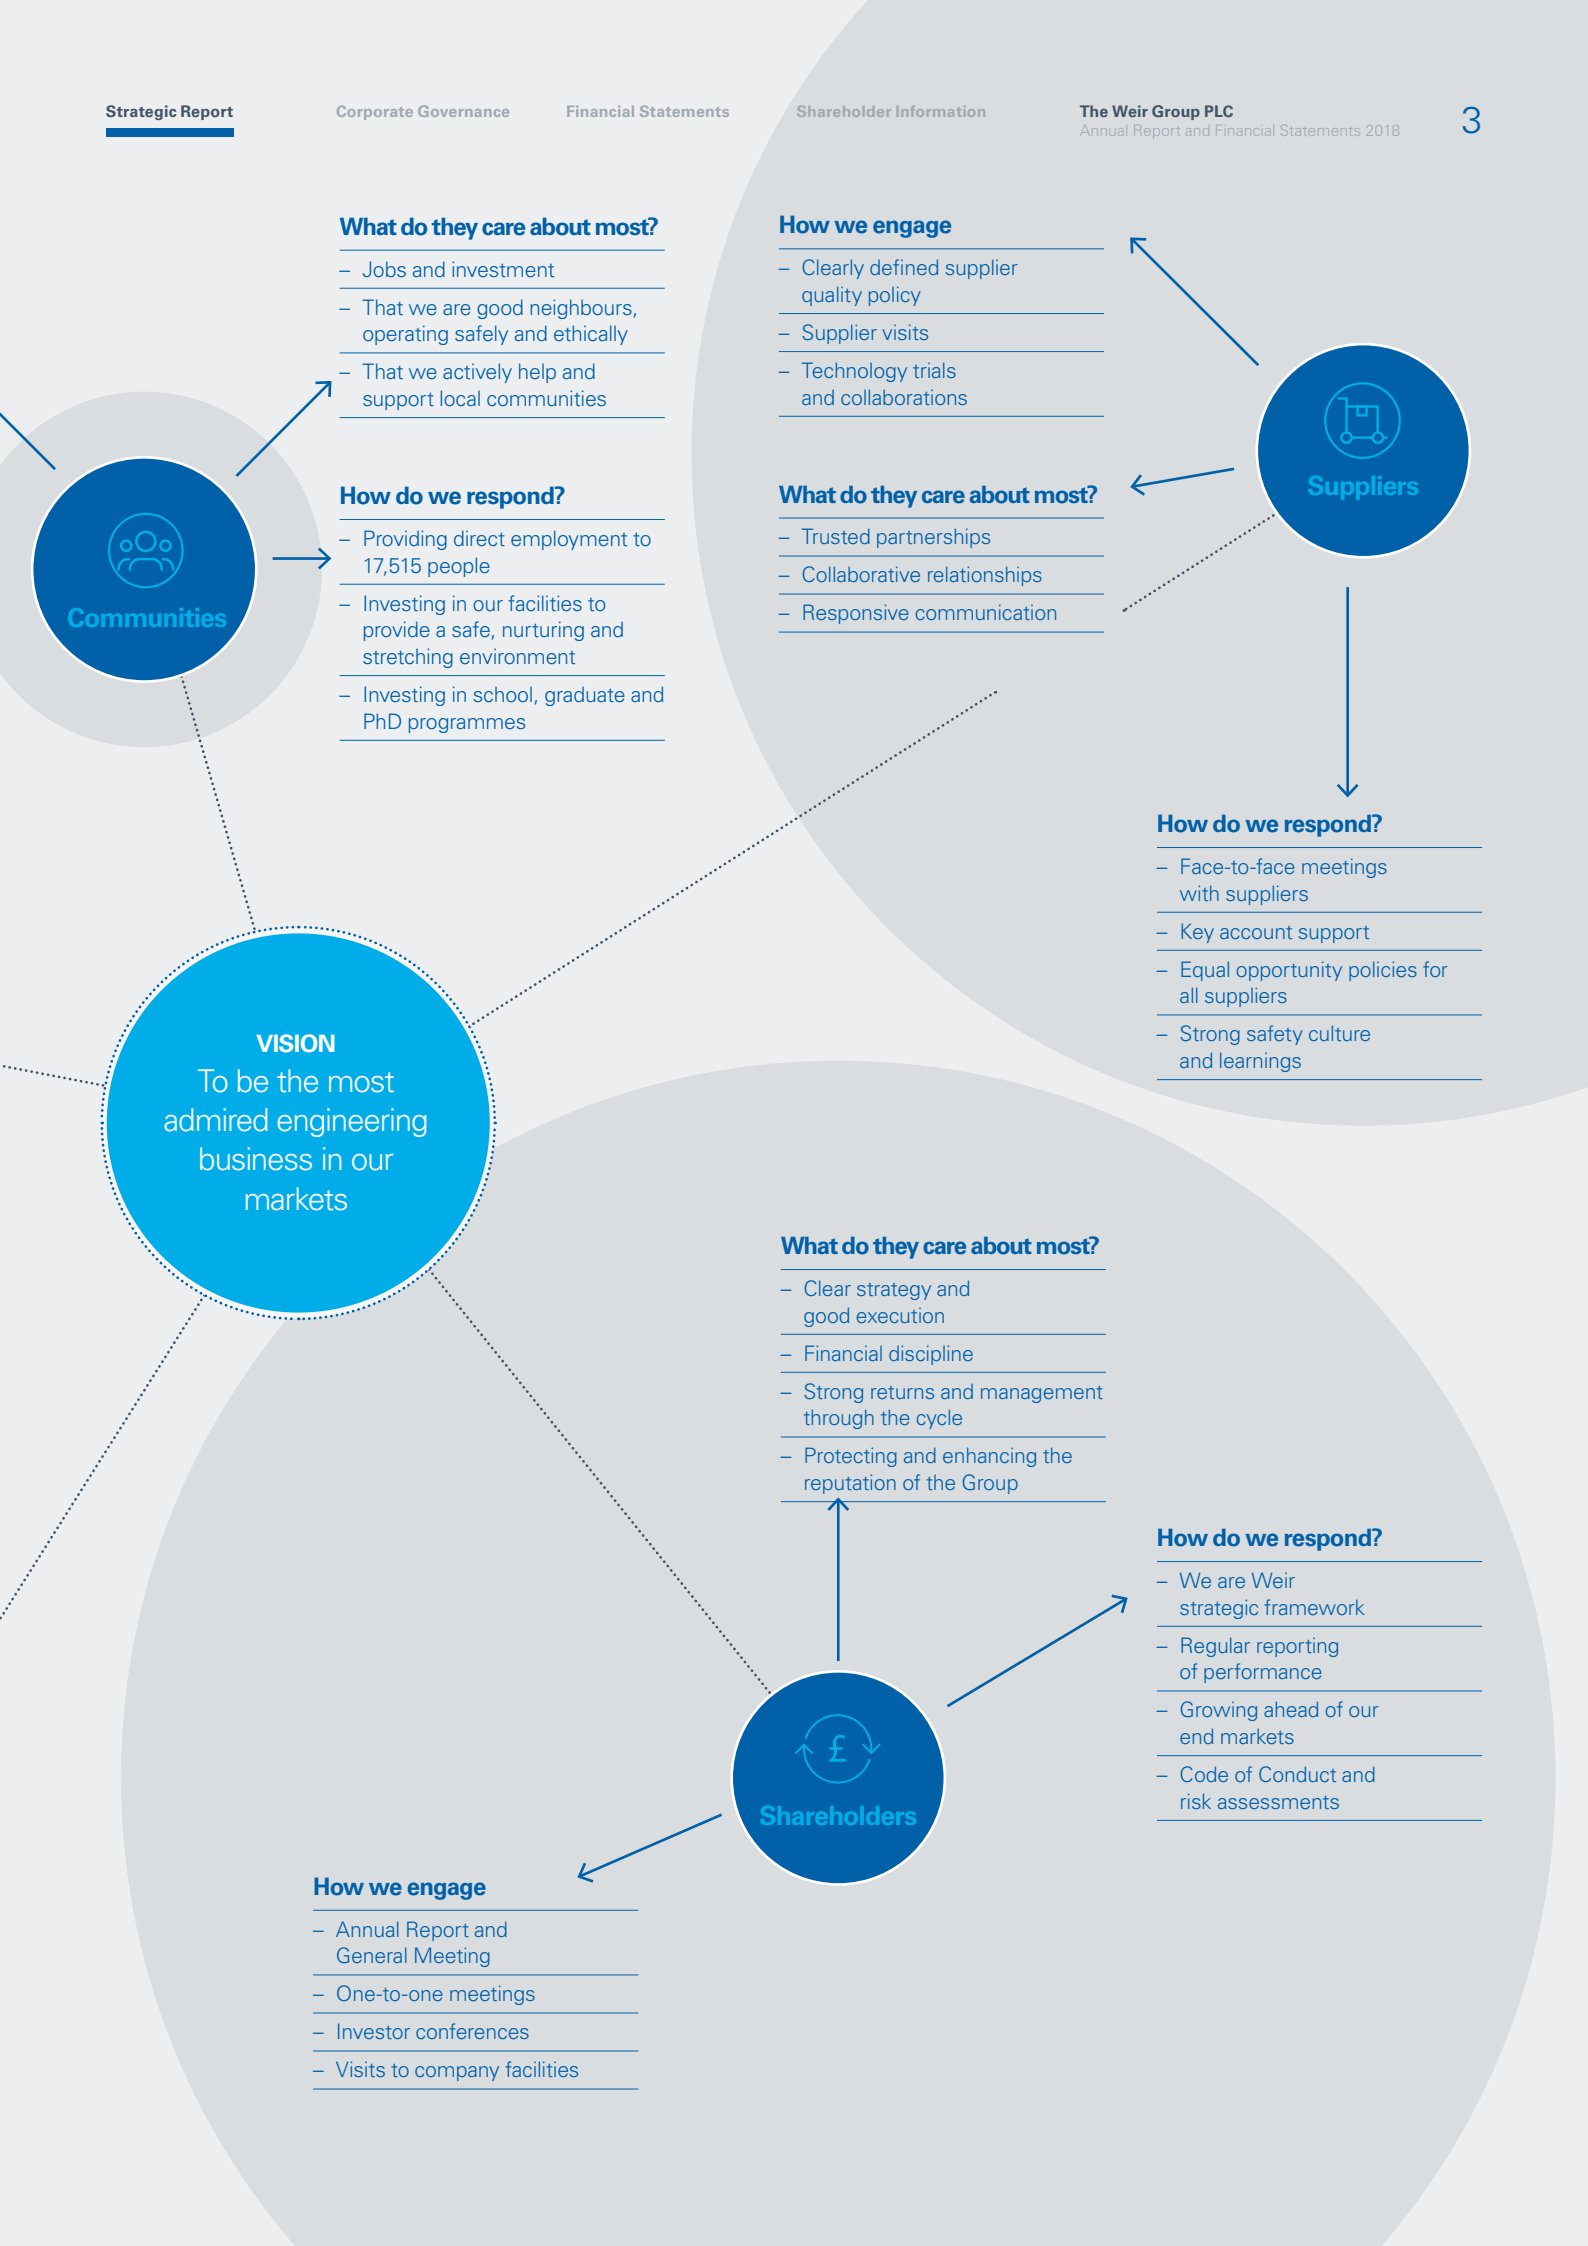 Strategic Report
Corporate Governance
Financial Statements
Shareholder Information
The Weir Group PLC
Annual Report and Financial Statements 2018
3
What do they care about most?
– Jobs and investment
– That we are good neighbours,
operating safely and ethically
– That we actively help and
support local communities
Communities
How do we respond?
– Providing direct employment to
17,515 people
– Investing in our facilities to
provide a safe, nurturing and
stretching environment
– Investing in school, graduate and
PhD programmes
How we engage
– Clearly defined supplier
quality policy
– Supplier visits
– Technology trials
and collaborations
Suppliers
What do they care about most?
– Trusted partnerships
– Collaborative relationships
– Responsive communication
How do we respond?
– Face-to-face meetings
with suppliers
– Key account support
– Equal opportunity policies for
all suppliers
– Strong safety culture
and learnings
VISION
To be the most
admired engineering
business in our
markets
What do they care about most?
– Clear strategy and
good execution
– Financial discipline
– Strong returns and management
through the cycle
– Protecting and enhancing the
reputation of the Group
How do we respond?
– We are Weir
strategic framework
– Regular reporting
of performance
– Growing ahead of our
end markets
– Code of Conduct and
risk assessments
£
Shareholders
How we engage
– Annual Report and
General Meeting
– One-to-one meetings
– Investor conferences
– Visits to company facilities